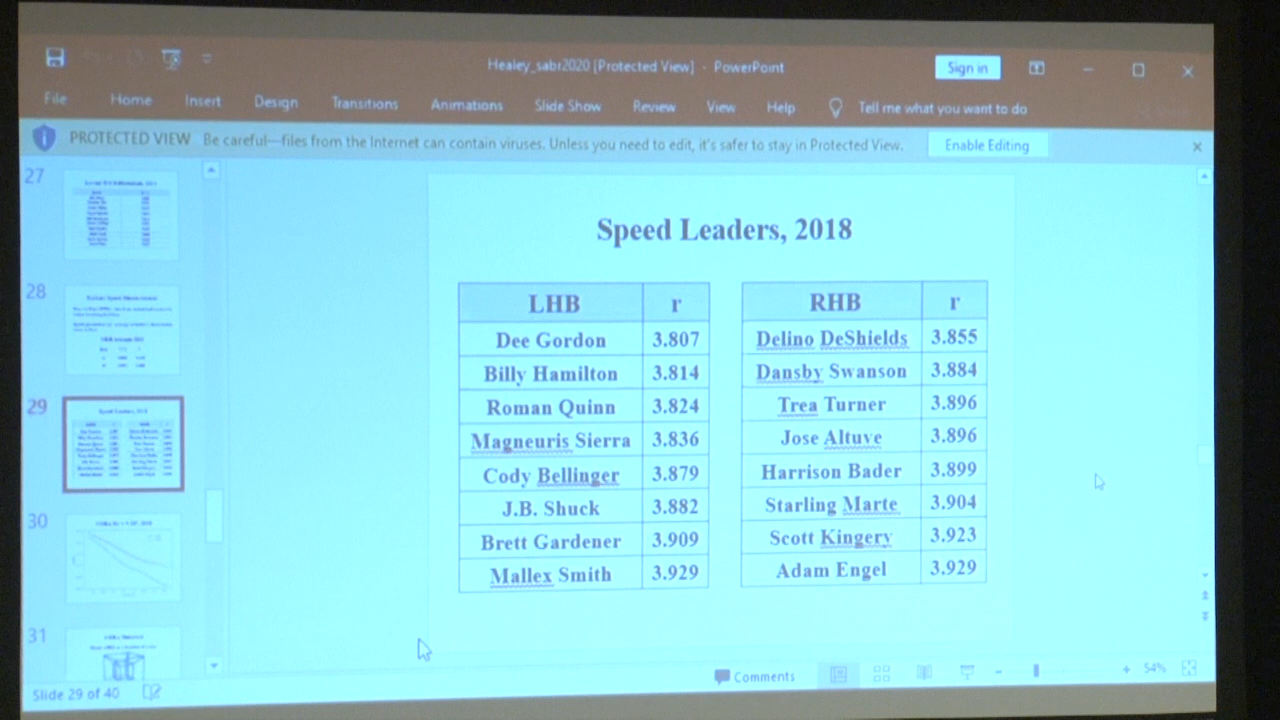 Healey_sabr2020 [Protected View] - PowerPoint
Sign in
File Home Insert Design Transitions Animations Slide Show Review View Help Tell me what you want to do
PROTECTED VIEW Be careful—files from the Internet can contain viruses. Unless you need to edit, it's safer to stay in Protected View. Enable Editing
27
28
29
30
31
Speed Leaders, 2018
LHB r
Dee Gordon 3.807
Billy Hamilton 3.814
Roman Quinn 3.824
Magneuris Sierra 3.836
Cody Bellinger 3.879
J.B. Shuck 3.882
Brett Gardener 3.909
Mallex Smith 3.929
RHB r
Delino DeShields 3.855
Dansby Swanson 3.884
Trea Turner 3.896
Jose Altuve 3.896
Harrison Bader 3.899
Starling Marte 3.904
Scott Kingery 3.923
Adam Engel 3.929
Slide 29 of 40
Comments
54%